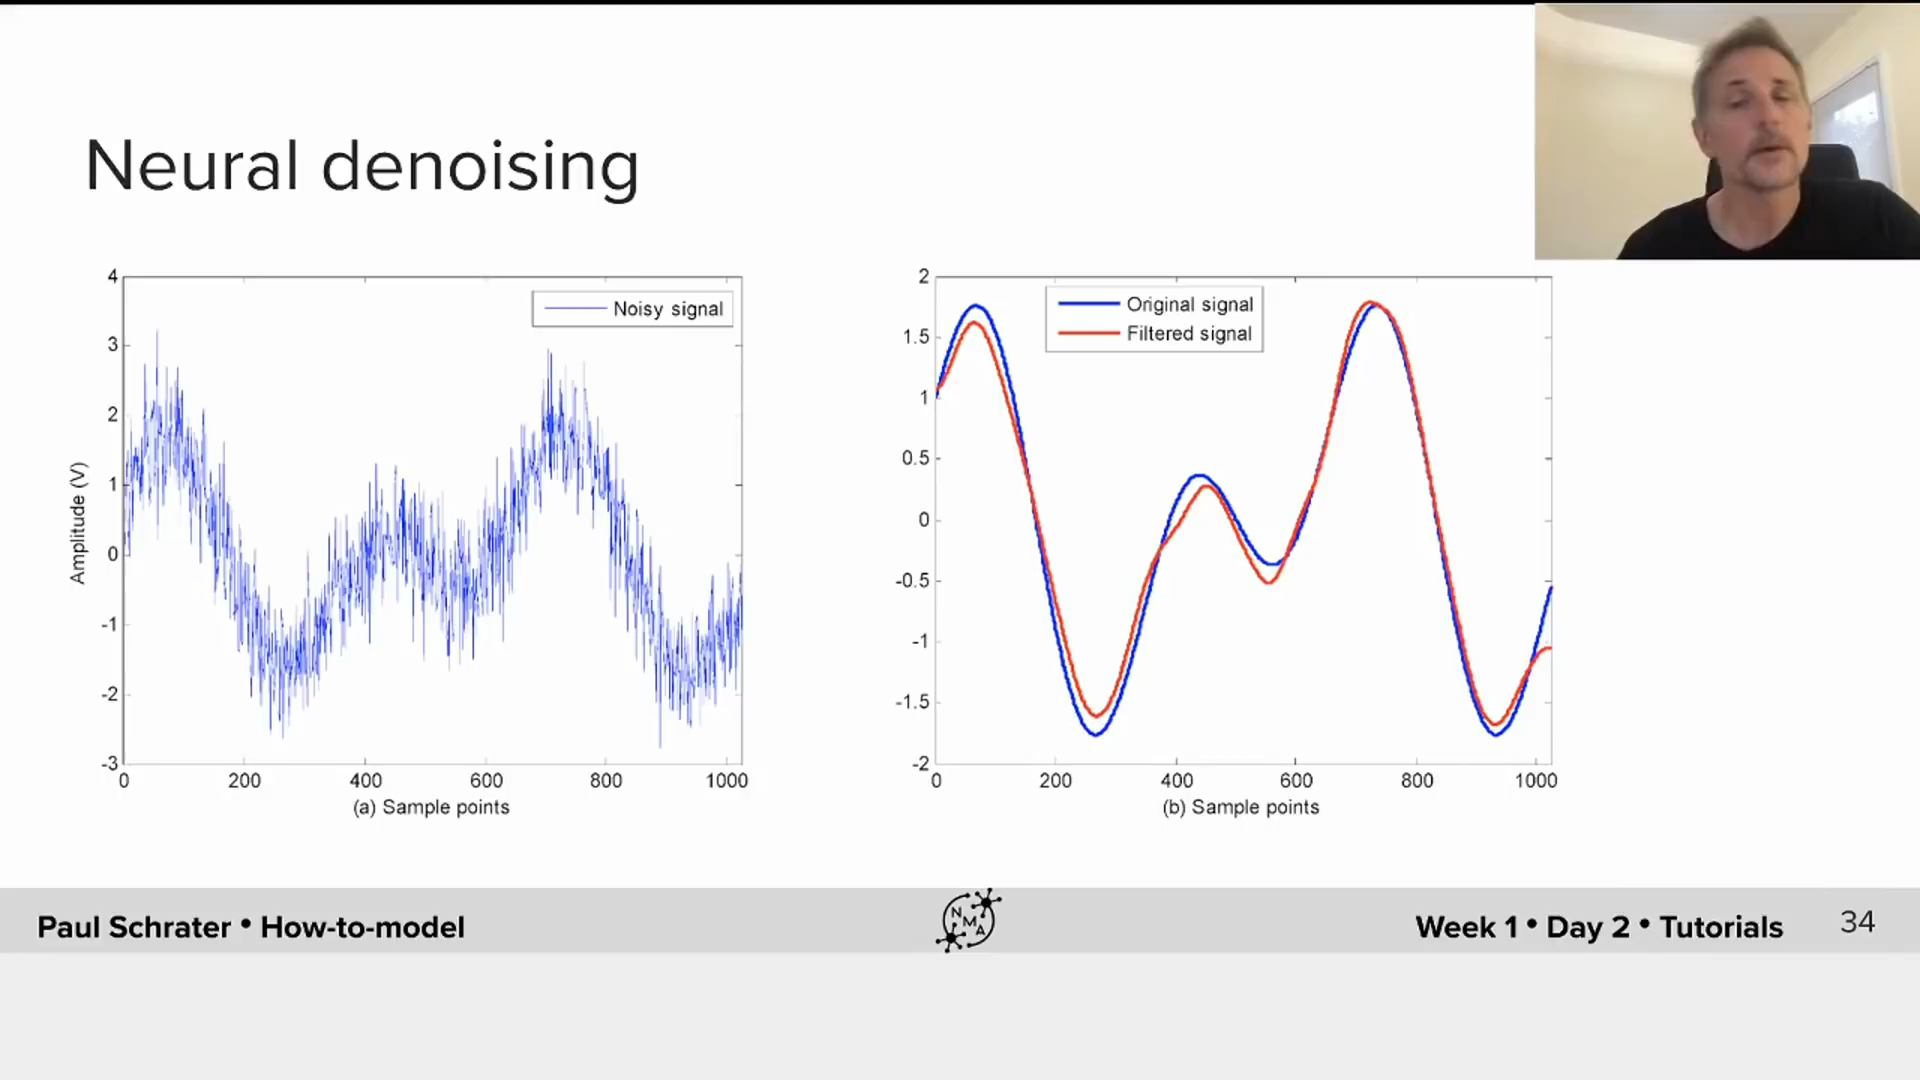 Neural denoising
4
3
2
1
0
-1
-2
-3
Amplitude (V)
Noisy signal
0 200 400 600 800 1000
(a) Sample points
2
1.5
1
0.5
0
-0.5
-1
-1.5
-2
Original signal
Filtered signal
0 200 400 600 800 1000
(b) Sample points
Paul Schrater • How-to-model
N
M
A
Week 1 • Day 2 • Tutorials
34